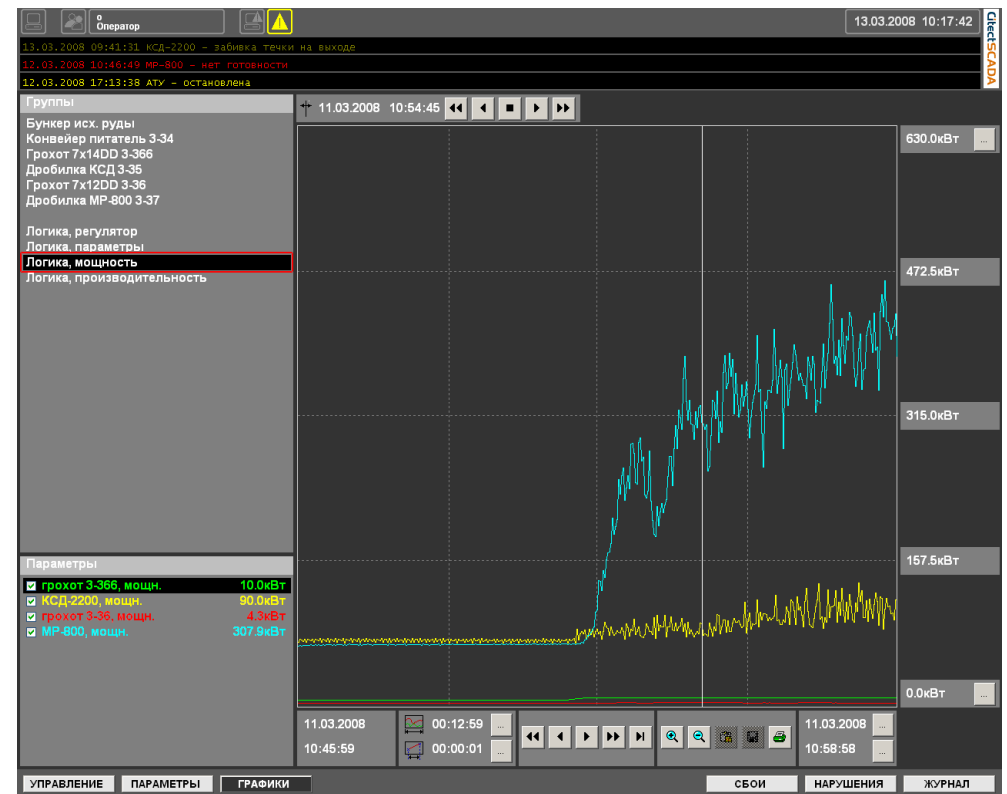 0
Оператор
13.03.2008 10:17:42
CitectSCADA
13.03.2008 09:41:31 КСД-2200 - забивка течки на выходе
12.03.2008 10:46:49 МР-800 - нет готовности
12.03.2008 17:13:38 АТУ - остановлена
Группы
11.03.2008 10:54:45
Бункер исх. руды
Конвейер питатель 3-34
Грохот 7х14DD 3-366
Дробилка КСД 3-35
Грохот 7х12DD 3-36
Дробилка МР-800 3-37
Логика, регулятор
Логика, параметры
Логика, мощность
Логика, производительность
630.0кВт
...
472.5кВт
315.0кВт
157.5кВт
0.0кВт
...
Параметры
грохот 3-366, мощн. 10.0кВт
КСД-2200, мощн. 90.0кВт
грохот 3-36, мощн. 4.3кВт
МР-800, мощн. 307.9кВт
11.03.2008 00:12:59 ... 11.03.2008 ...
10:45:59 00:00:01 ... 10:58:58 ...
УПРАВЛЕНИЕ ПАРАМЕТРЫ ГРАФИКИ СБОИ НАРУШЕНИЯ ЖУРНАЛ